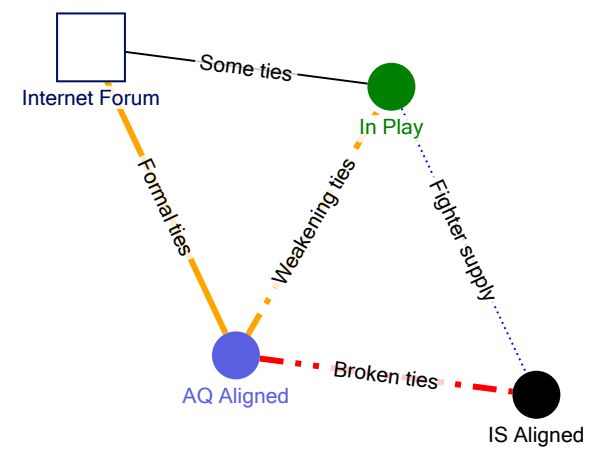 Some ties
Internet Forum
In Play
Formal ties
Weakening ties
Fighter supply
Broken ties
AQ Aligned
IS Aligned